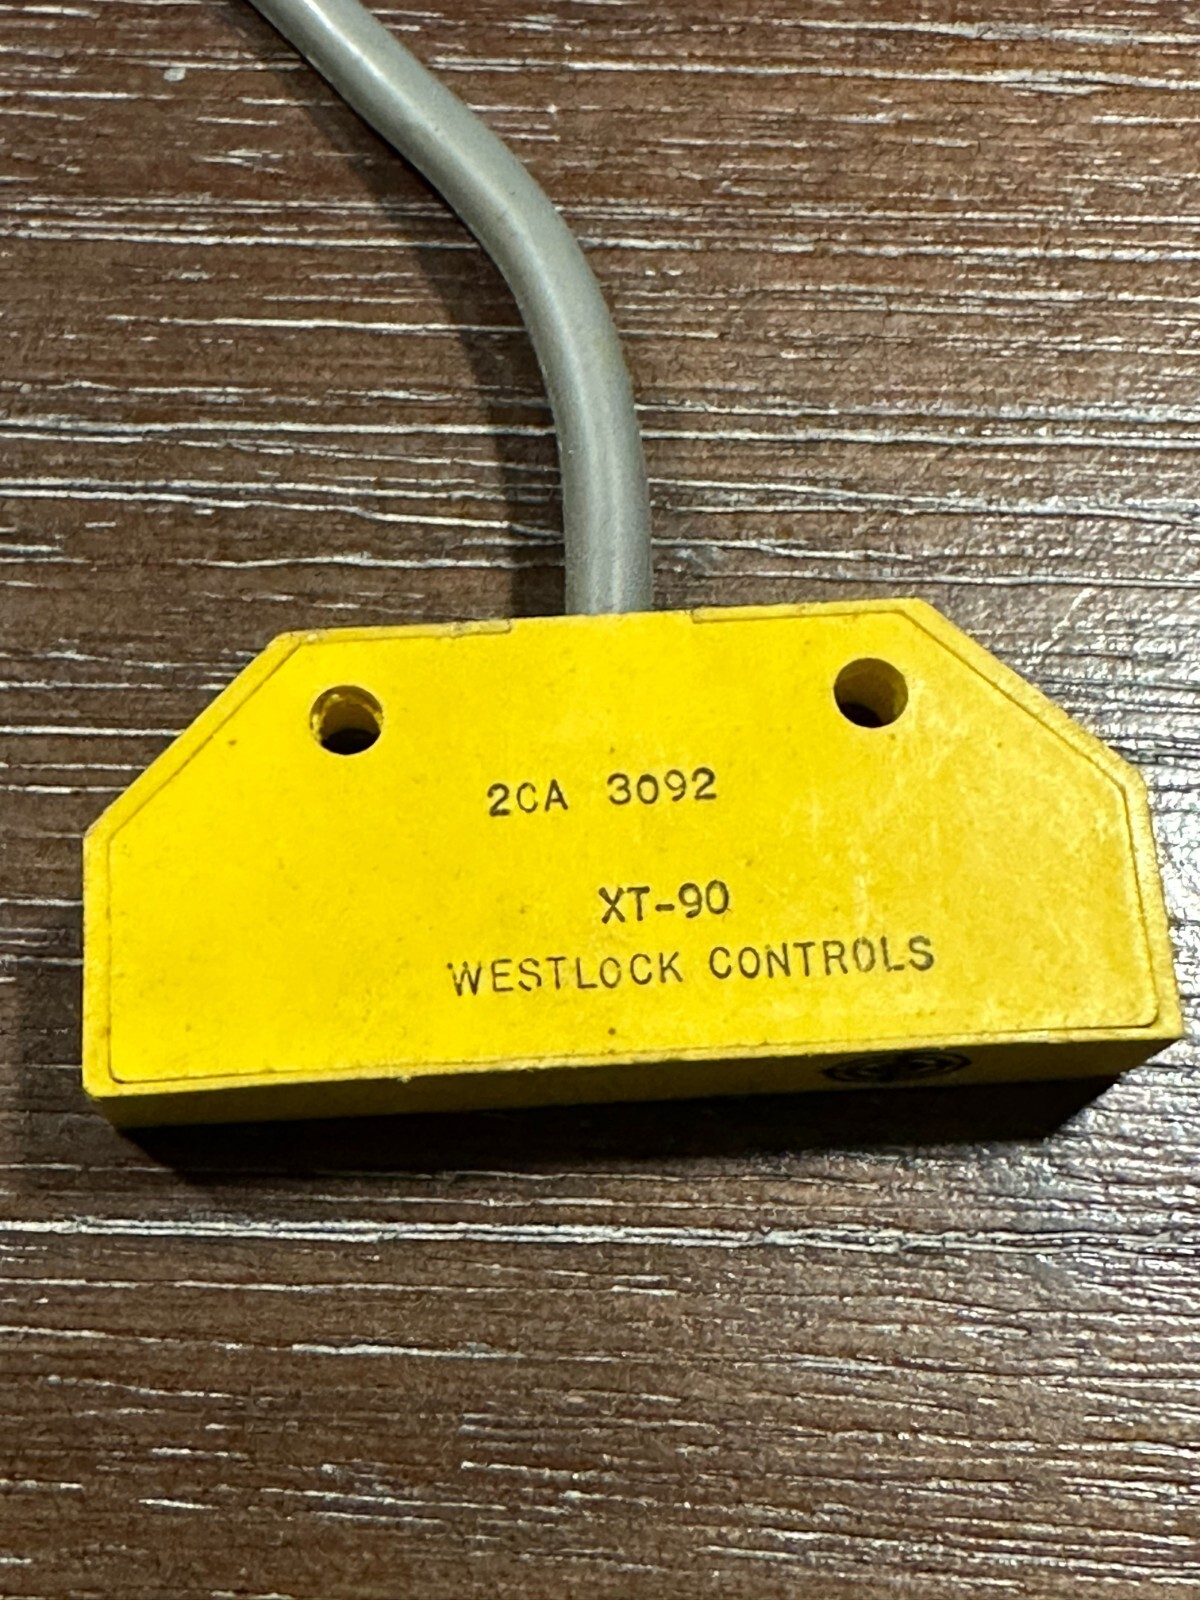 2CA 3092
XT-90
WESTLOCK CONTROLS